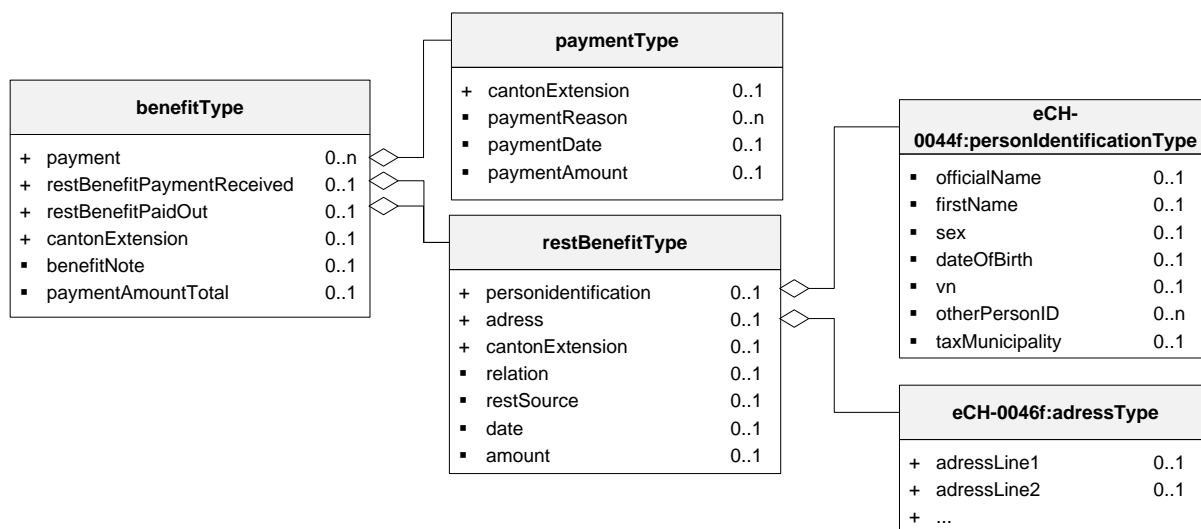 benefitType
+ payment 0..n
+ restBenefitPaymentReceived 0..1
+ restBenefitPaidOut 0..1
+ cantonExtension 0..1
▪ benefitNote 0..1
▪ paymentAmountTotal 0..1
paymentType
+ cantonExtension 0..1
▪ paymentReason 0..n
▪ paymentDate 0..1
▪ paymentAmount 0..1
restBenefitType
+ personidentification 0..1
+ adress 0..1
+ cantonExtension 0..1
▪ relation 0..1
▪ restSource 0..1
▪ date 0..1
▪ amount 0..1
eCH-
0044f:personIdentificationType
▪ officialName 0..1
▪ firstName 0..1
▪ sex 0..1
▪ dateOfBirth 0..1
▪ vn 0..1
▪ otherPersonID 0..n
▪ taxMunicipality 0..1
eCH-0046f:adressType
+ adressLine1 0..1
+ adressLine2 0..1
+ ...